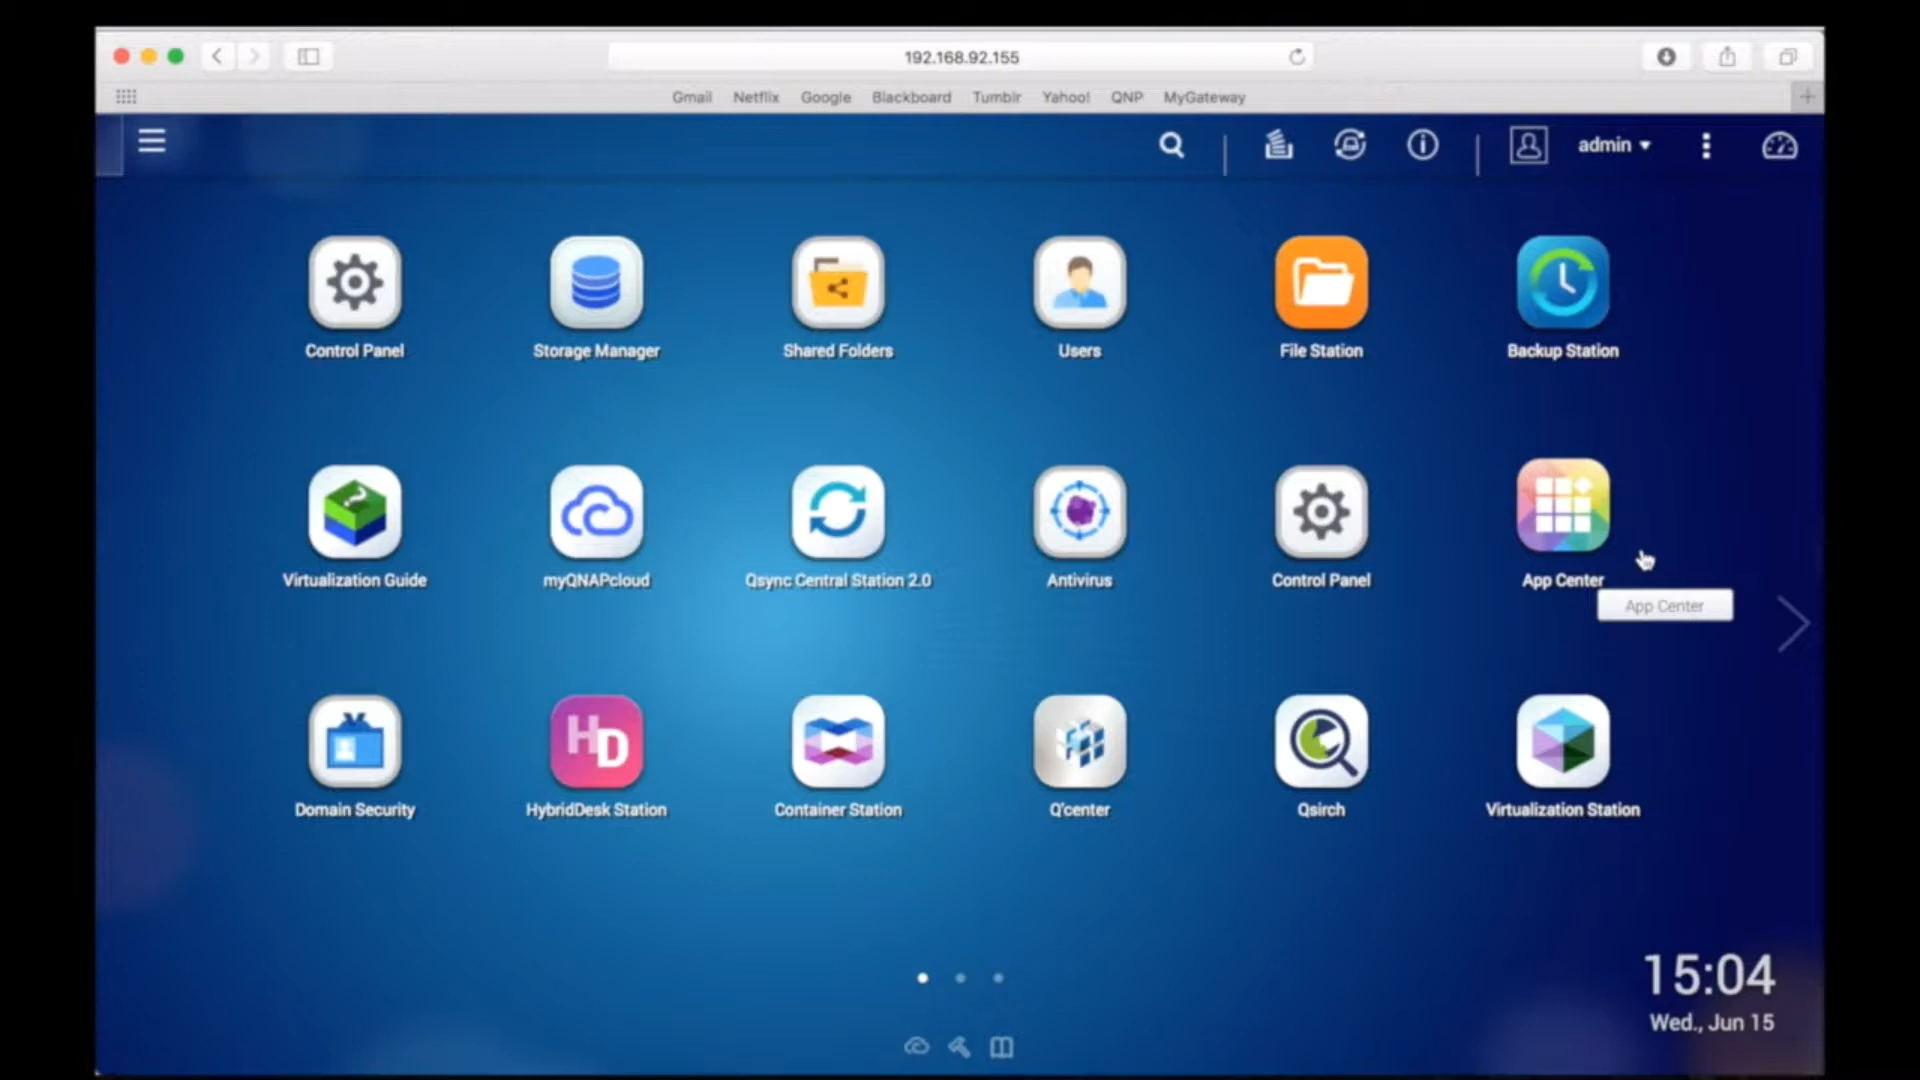 192.168.92.155
Gmail Netflix Google Blackboard Tumblr Yahoo! QNP MyGateway
admin
Control Panel Storage Manager Shared Folders Users File Station Backup Station
Virtualization Guide myQNAPcloud Qsync Central Station 2.0 Antivirus Control Panel App Center
App Center
HD
Domain Security HybridDesk Station Container Station Q'center Qsirch Virtualization Station
15:04
Wed., Jun 15